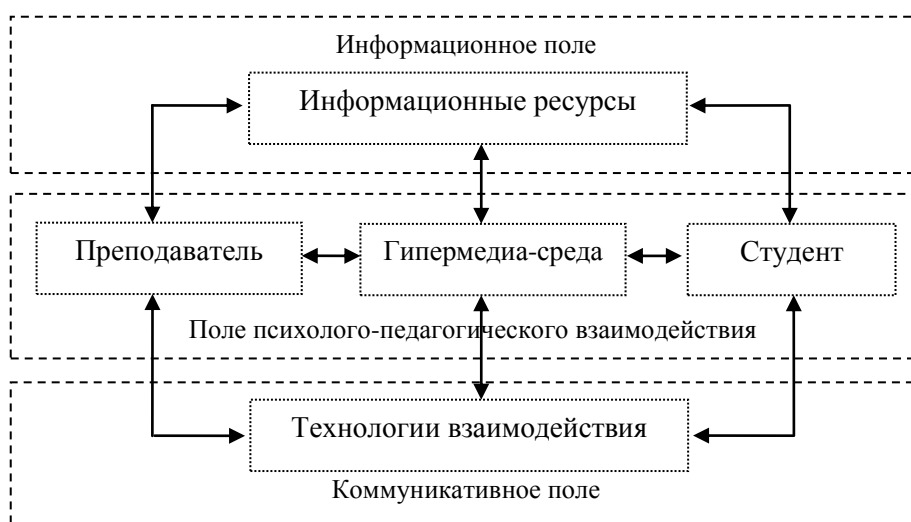 Информационное поле
Информационные ресурсы
Преподаватель
Гипермедиа-среда
Студент
Поле психолого-педагогического взаимодействия
Технологии взаимодействия
Коммуникативное поле